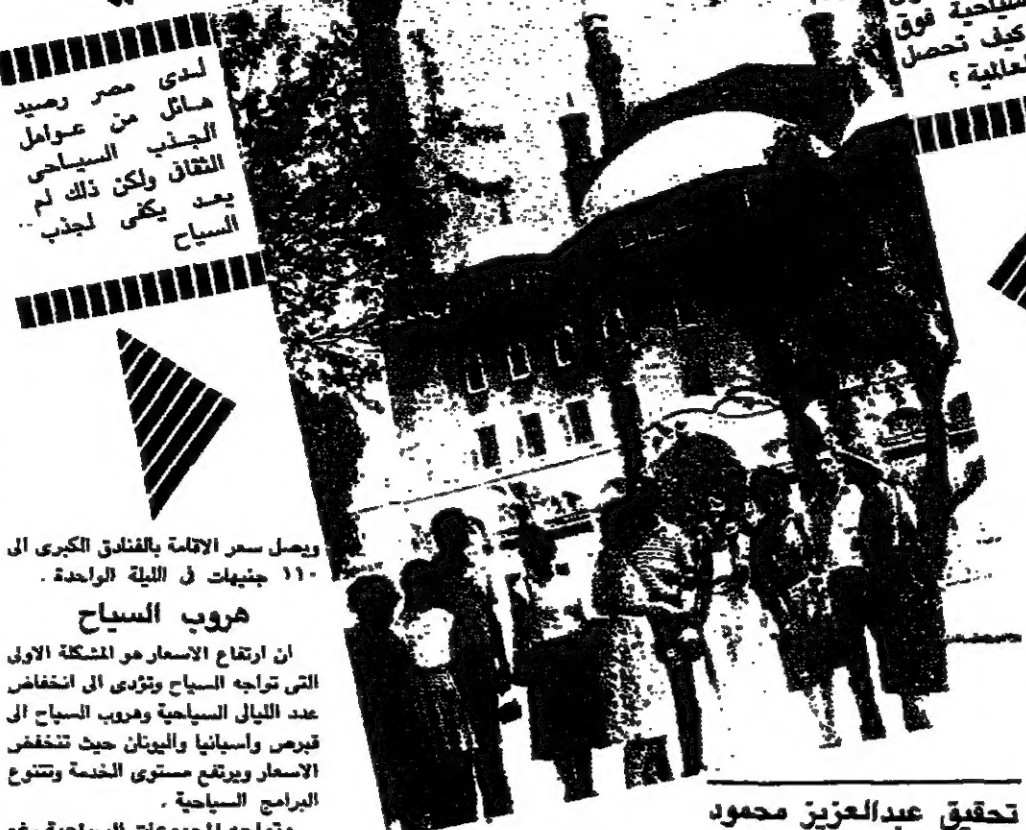 سياحية فوق
كيف تحصل
العالمية ؟
لدى مصر رصيد
هائل من عوامل
الجذب السياحى
الثقافى ولكن ذلك لم
يعد يكفى لجذب ..
السياح
ويصل سعر الاقامة بالفنادق الكبرى الى
١١٠ جنيهات فى الليلة الواحدة .
هروب السياح
ان ارتفاع الاسعار هو المشكلة الاولى
التى تواجه السياح وتؤدى الى انخفاض
عدد الليالى السياحية وهروب السياح الى
قبرص واسبانيا واليونان حيث تنخفض
الاسعار ويرتفع مستوى الخدمة وتتنوع
البرامج السياحية .
تحقيق عبدالعزيز محمود